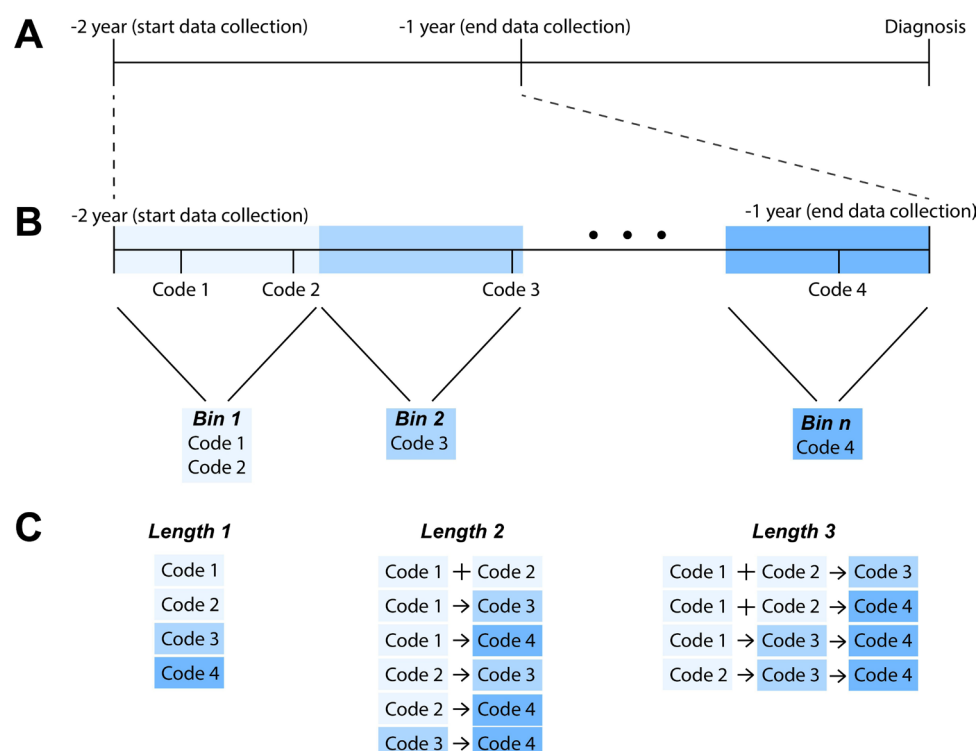 A
-2 year (start data collection) -1 year (end data collection) Diagnosis
B
-2 year (start data collection) -1 year (end data collection)
Code 1 Code 2 Code 3 Code 4
Bin 1 Bin 2 Bin n
Code 1 Code 3 Code 4
Code 2
C
Length 1 Length 2 Length 3
Code 1
Code 2
Code 3
Code 4
Code 1 + Code 2
Code 1 → Code 3
Code 1 → Code 4
Code 2 → Code 3
Code 2 → Code 4
Code 3 → Code 4
Code 1 + Code 2 → Code 3
Code 1 + Code 2 → Code 4
Code 1 → Code 3 → Code 4
Code 2 → Code 3 → Code 4